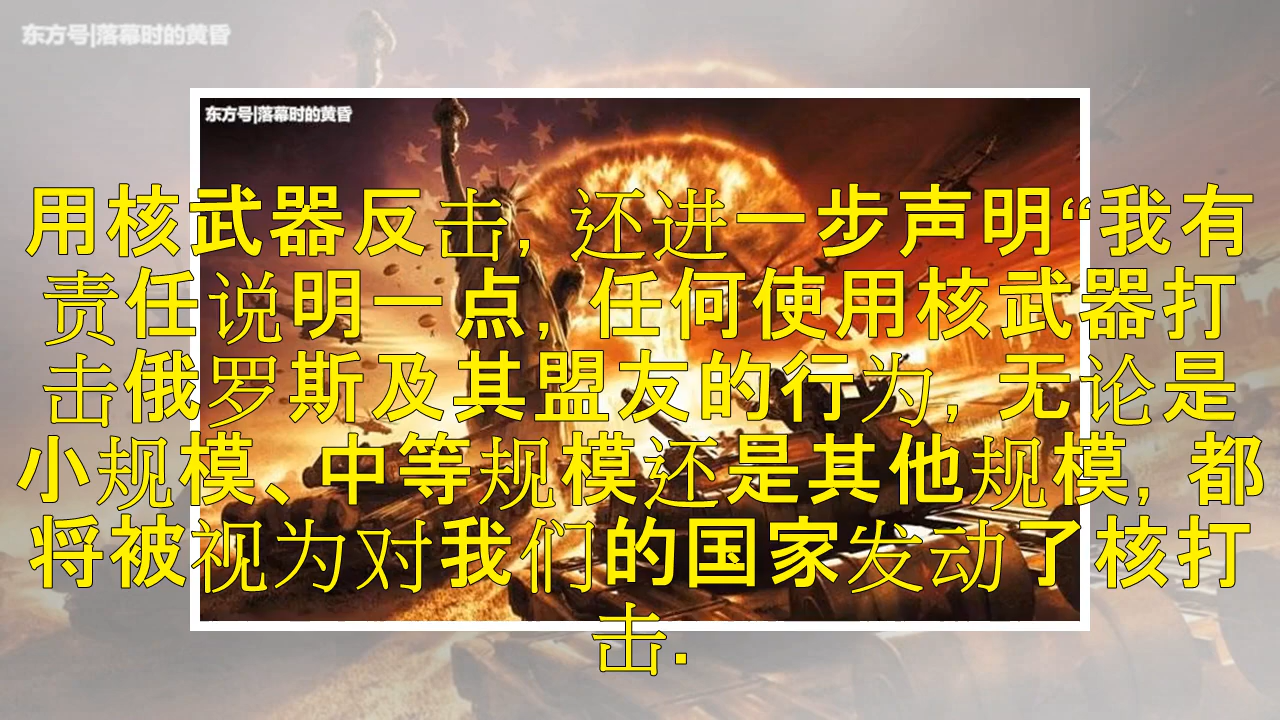 东方号|落幕时的黄昏
东方号|落幕时的黄昏
用核武器反击，还进一步声明“我有
责任说明一点，任何使用核武器打
击俄罗斯及其盟友的行为，无论是
小规模、中等规模还是其他规模，都
将被视为对我们的国家发动了核打
击.